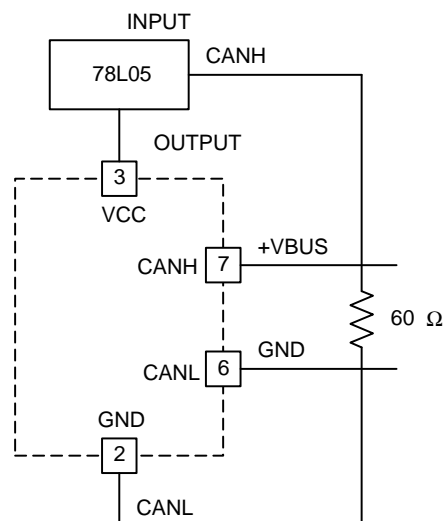 INPUT
78L05
CANH
OUTPUT
3
VCC
+VBUS
CANH
7
60 Ω
GND
CANL
6
GND
2
CANL